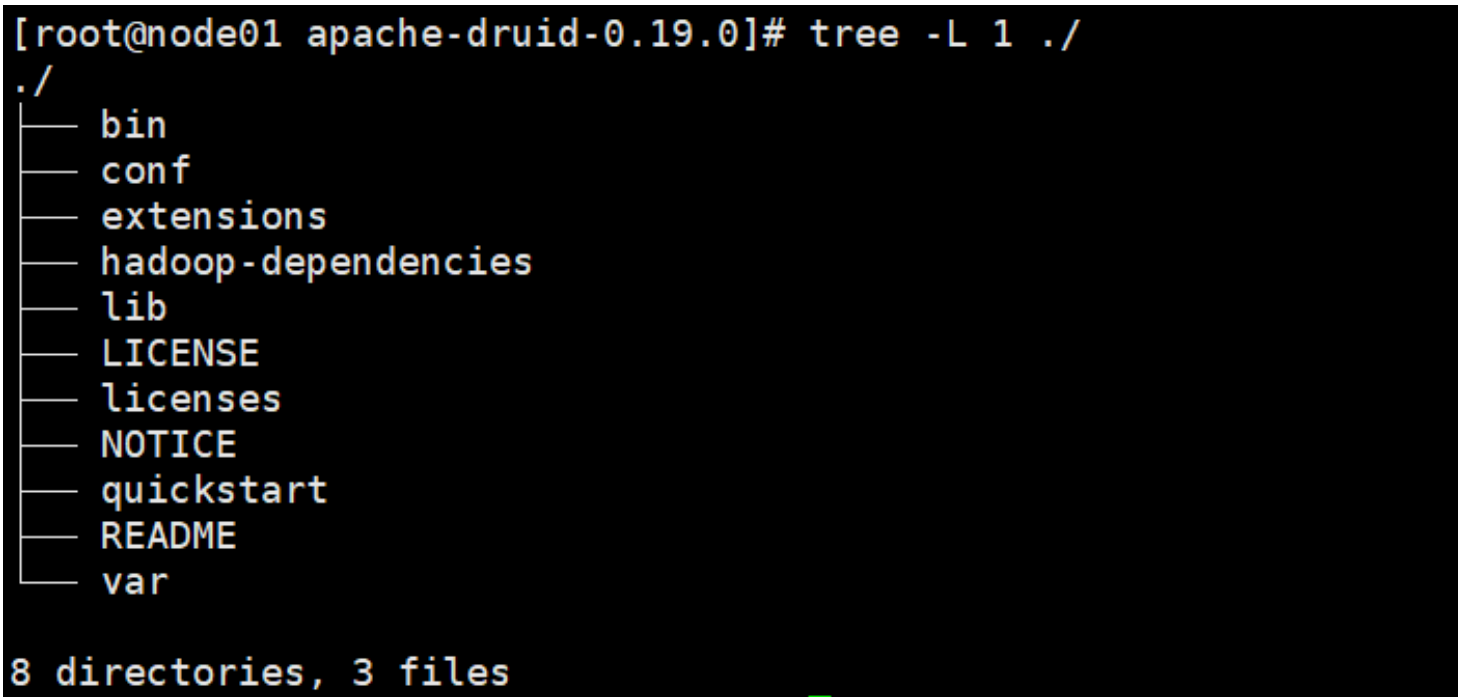 [root@node01 apache-druid-0.19.0]# tree -L 1 ./
./
├── bin
├── conf
├── extensions
├── hadoop-dependencies
├── lib
├── LICENSE
├── licenses
├── NOTICE
├── quickstart
├── README
└── var
8 directories, 3 files